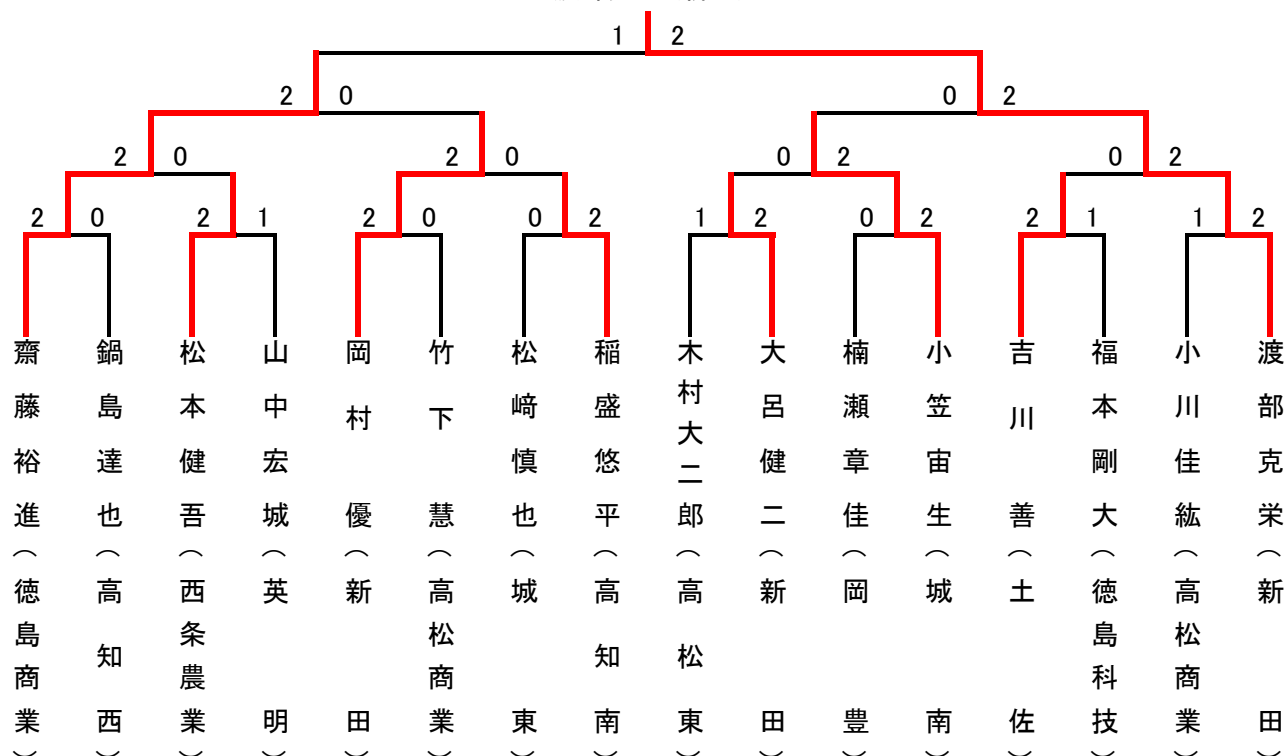 1 2
2 0
0 2
2 0
2 0
0 2
0 2
2 0
2 1
2 0
0 2
1 2
0 2
2 1
1 2
齋藤裕進（徳島商業）
鍋島達也（高知西）
松本健吾（西条農業）
山中宏城（英明）
岡村優（新田）
竹下慧（高松商業）
松﨑慎也（城東）
稲盛悠平（高知南）
木村大二郎（高松東）
大呂健二（新田）
楠瀬章佳（岡豊）
小笠宙生（城南）
吉川善（土佐）
福本剛大（徳島科技）
小川佳紘（高松商業）
渡部克栄（新田）